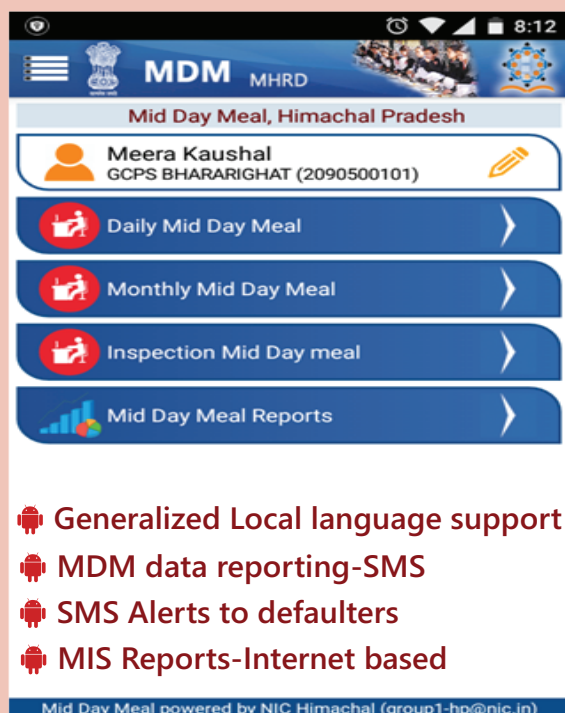 8:12
MDM MHRD
Mid Day Meal, Himachal Pradesh
Meera Kaushal
GCPS BHARARIGHAT (2090500101)
Daily Mid Day Meal
Monthly Mid Day Meal
Inspection Mid Day meal
Mid Day Meal Reports
Generalized Local language support
MDM data reporting-SMS
SMS Alerts to defaulters
MIS Reports-Internet based
Mid Day Meal powered by NIC Himachal (group1-hp@nic.in)